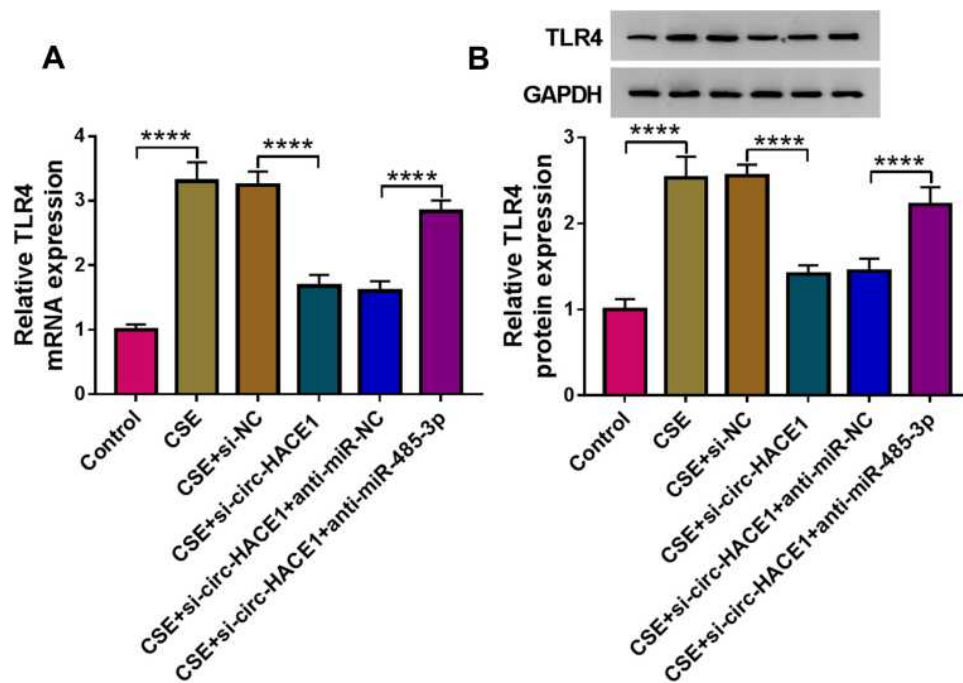 A
Relative TLR4
mRNA expression
4
3
2
1
0
****
****
****
Control
CSE
CSE+si-NC
CSE+si-circ-HACE1
CSE+si-circ-HACE1+anti-miR-NC
CSE+si-circ-HACE1+anti-miR-485-3p
B
TLR4
GAPDH
Relative TLR4
protein expression
3
2
1
0
****
****
****
Control
CSE
CSE+si-NC
CSE+si-circ-HACE1
CSE+si-circ-HACE1+anti-miR-NC
CSE+si-circ-HACE1+anti-miR-485-3p